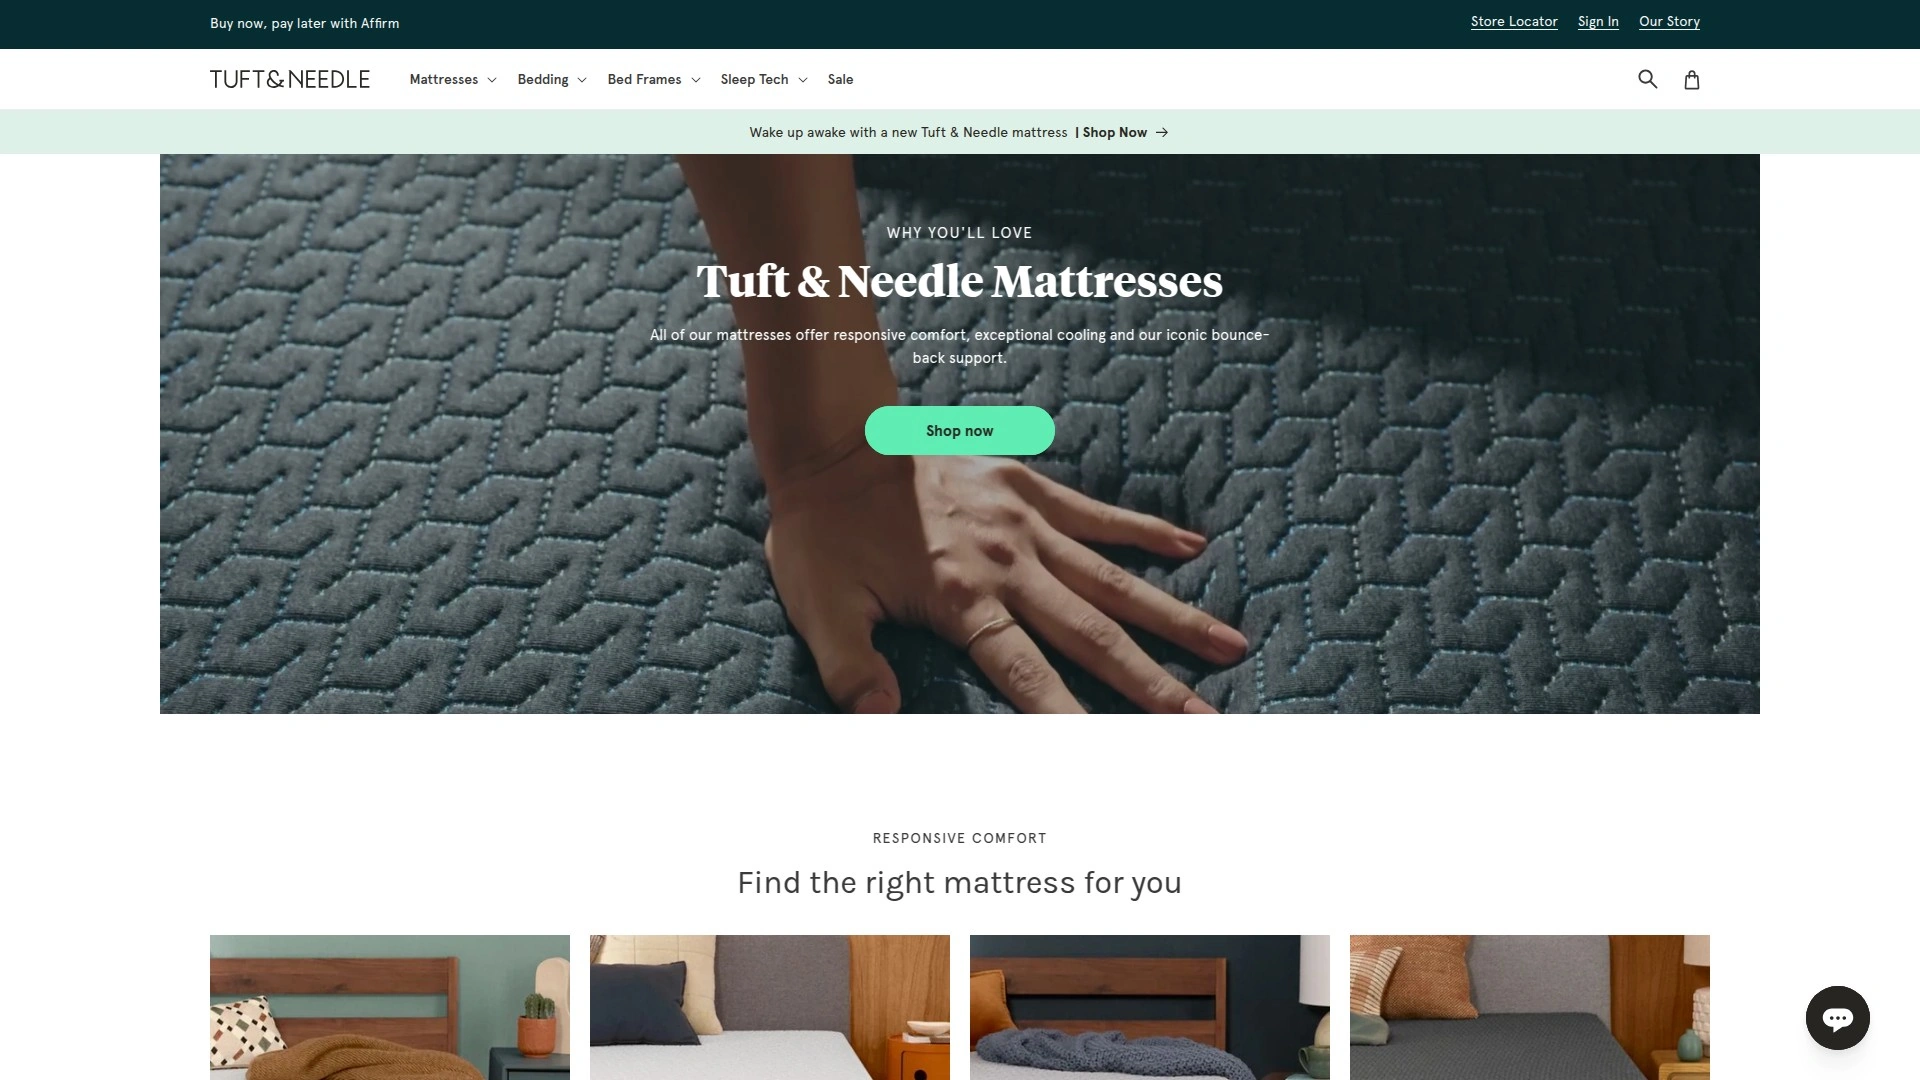 Buy now, pay later with Affirm
Store Locator Sign In Our Story
TUFT&NEEDLE Mattresses Bedding Bed Frames Sleep Tech Sale
Wake up awake with a new Tuft & Needle mattress | Shop Now →
WHY YOU'LL LOVE
Tuft & Needle Mattresses
All of our mattresses offer responsive comfort, exceptional cooling and our iconic bounce-
back support.
Shop now
RESPONSIVE COMFORT
Find the right mattress for you